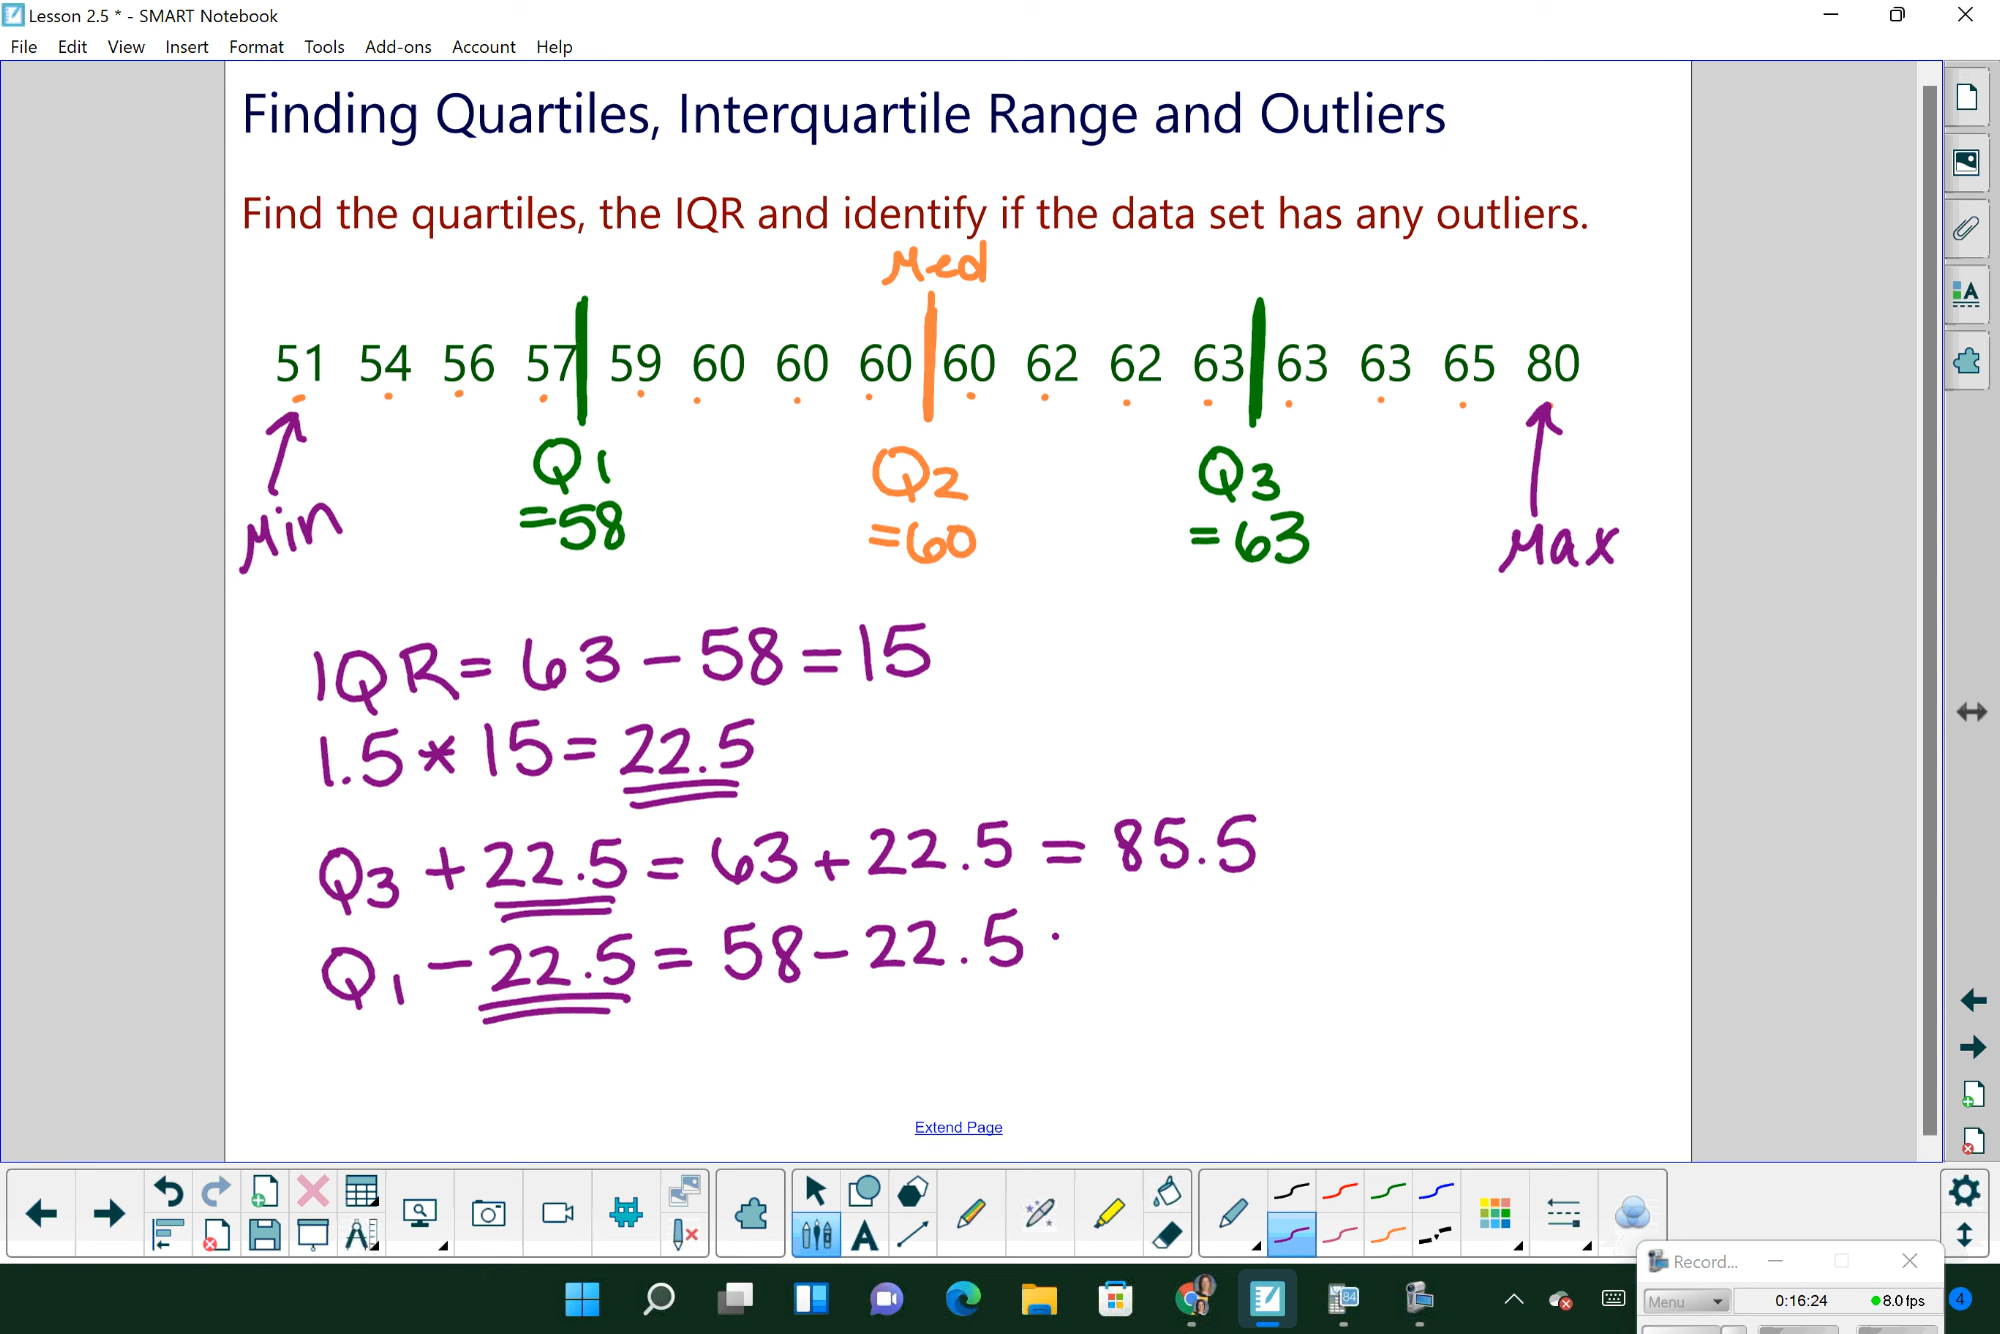 Lesson 2.5 * - SMART Notebook
File Edit View Insert Format Tools Add-ons Account Help
Finding Quartiles, Interquartile Range and Outliers
Find the quartiles, the IQR and identify if the data set has any outliers.
Med
51 54 56 57 59 60 60 60 60 62 62 63 63 63 65 80
Q1 Q2 Q3
=58 =60 =63
Min Max
IQR = 63 - 58 = 15
1.5 * 15 = 22.5
Q3 + 22.5 = 63 + 22.5 = 85.5
Q1 - 22.5 = 58 - 22.5
Extend Page
Record...
Menu 0:16:24 8.0 fps
84
4